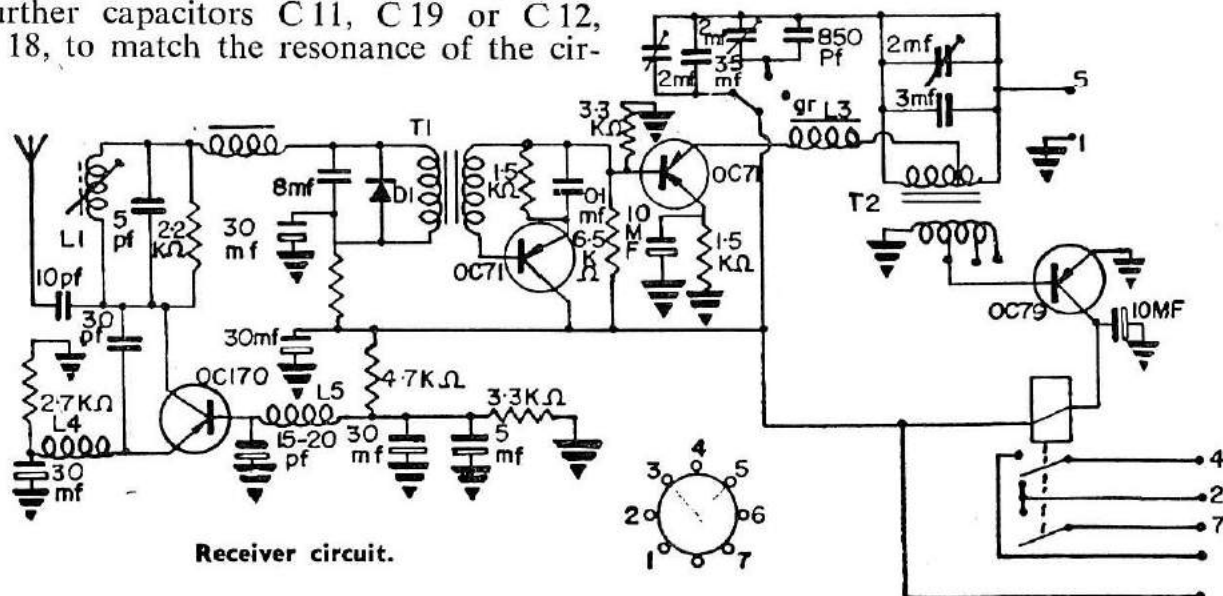 urther capacitors C 11, C 19 or C 12,
18, to match the resonance of the cir-
2
mf
850
Pf
2mf
35
mf
2mf
5
3mf
3.3
KΩ
gr L3
1
T1
OC71
8mf
D1
1.5
KΩ
01
mf
T2
L1
5
pf
2.2
KΩ
30
mf
OC71
6.5
K
Ω
10
M
F
1.5
KΩ
10pf
30
pf
OC79
10MF
30mf
OC170
L5
4.7KΩ
2.7KΩ
L4
3.3KΩ
15-20
pf
30
mf
5
mf
30
mf
4
3
5
2
6
1
7
4
2
7
Receiver circuit.